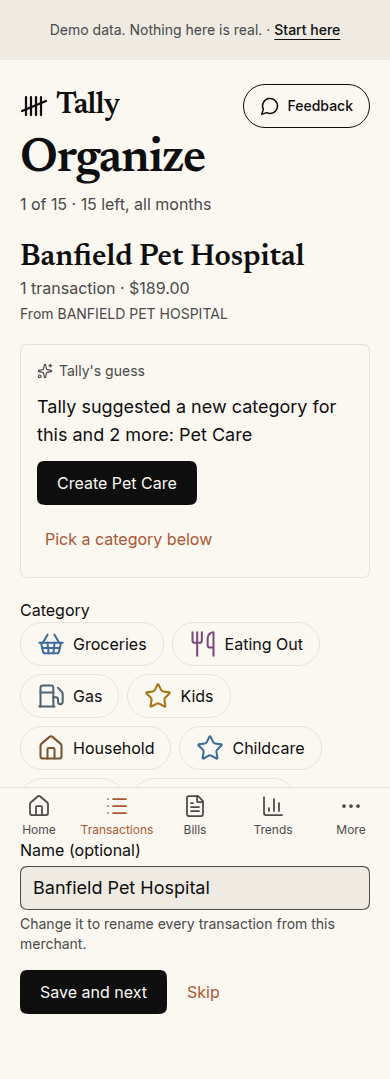 Demo data. Nothing here is real. · Start here
Tally
Feedback
Organize
1 of 15 · 15 left, all months
Banfield Pet Hospital
1 transaction · $189.00
From BANFIELD PET HOSPITAL
Tally's guess
Tally suggested a new category for
this and 2 more: Pet Care
Create Pet Care
Pick a category below
Category
Groceries
Eating Out
Gas
Kids
Household
Childcare
Home
Transactions
Bills
Trends
More
Name (optional)
Banfield Pet Hospital
Change it to rename every transaction from this
merchant.
Save and next
Skip